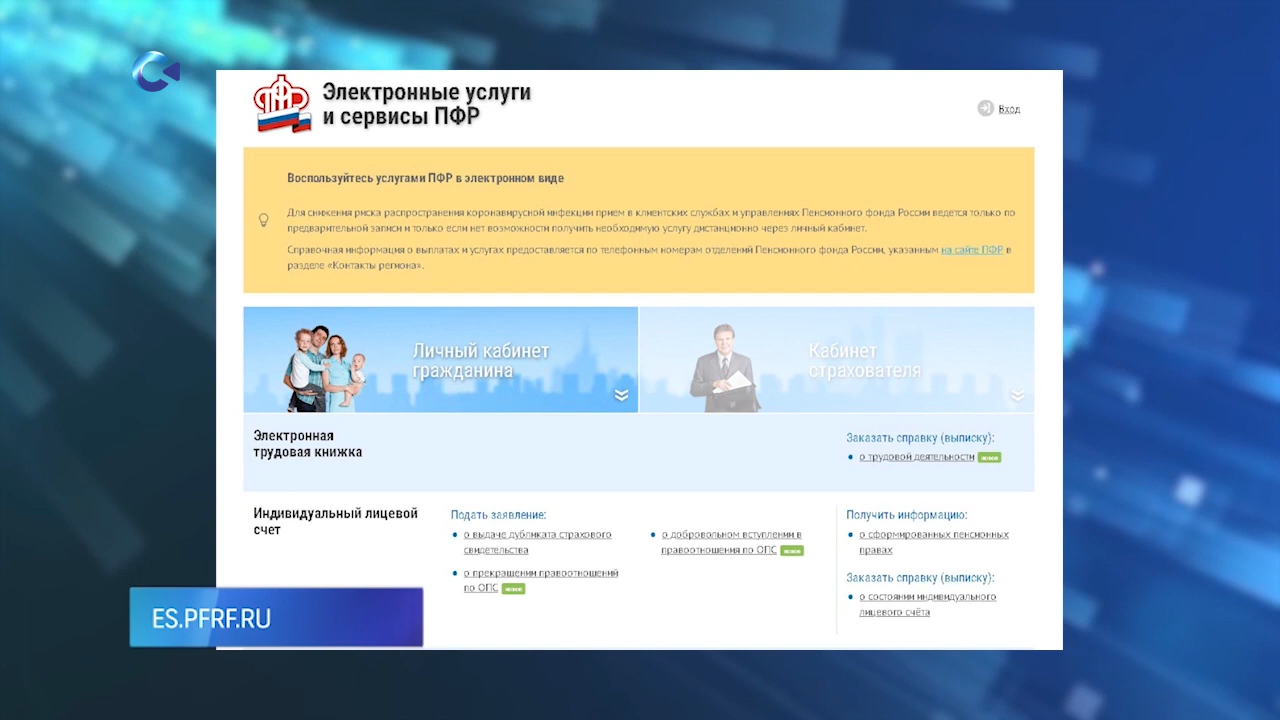 Электронные услуги
и сервисы ПФР
Вход
Воспользуйтесь услугами ПФР в электронном виде
Для снижения риска распространения коронавирусной инфекции прием в клиентских службах и управлениях Пенсионного фонда России ведется только по
предварительной записи и только если нет возможности получить необходимую услугу дистанционно через личный кабинет.
Справочная информация о выплатах и услугах предоставляется по телефонным номерам отделений Пенсионного фонда России, указанным на сайте ПФР в
разделе «Контакты региона».
Личный кабинет
гражданина
Кабинет
страхователя
Электронная
трудовая книжка
Заказать справку (выписку):
о трудовой деятельности новое
Индивидуальный лицевой
счет
Подать заявление:
о выдаче дубликата страхового
свидетельства
о прекращении правоотношений
по ОПС новое
о добровольном вступлении в
правоотношения по ОПС новое
Получить информацию:
о сформированных пенсионных
правах
Заказать справку (выписку):
о состоянии индивидуального
лицевого счёта
ES.PFRF.RU